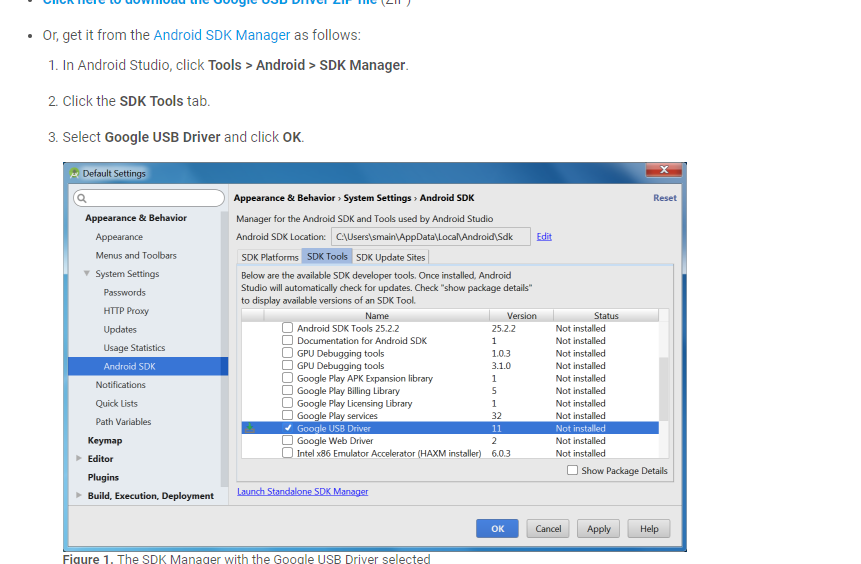 Click here to download the Google USB Driver ZIP file (ZIP)
Or, get it from the Android SDK Manager as follows:
1. In Android Studio, click Tools > Android > SDK Manager.
2. Click the SDK Tools tab.
3. Select Google USB Driver and click OK.
Default Settings
X
Appearance & Behavior › System Settings › Android SDK
Reset
Appearance & Behavior
Appearance
Menus and Toolbars
System Settings
Passwords
HTTP Proxy
Updates
Usage Statistics
Android SDK
Notifications
Quick Lists
Path Variables
Keymap
Editor
Plugins
Build, Execution, Deployment
Manager for the Android SDK and Tools used by Android Studio
Android SDK Location: C:\Users\smain\AppData\Local\Android\Sdk Edit
SDK Platforms SDK Tools SDK Update Sites
Below are the available SDK developer tools. Once installed, Android
Studio will automatically check for updates. Check "show package details"
to display available versions of an SDK Tool.
Name Version Status
Android SDK Tools 25.2.2 25.2.2 Not installed
Documentation for Android SDK 1 Not installed
GPU Debugging tools 1.0.3 Not installed
GPU Debugging tools 3.1.0 Not installed
Google Play APK Expansion library 1 Not installed
Google Play Billing Library 5 Not installed
Google Play Licensing Library 1 Not installed
Google Play services 32 Not installed
Google USB Driver 11 Not installed
Google Web Driver 2 Not installed
Intel x86 Emulator Accelerator (HAXM installer) 6.0.3 Not installed
Show Package Details
Launch Standalone SDK Manager
OK Cancel Apply Help
Figure 1. The SDK Manager with the Google USB Driver selected